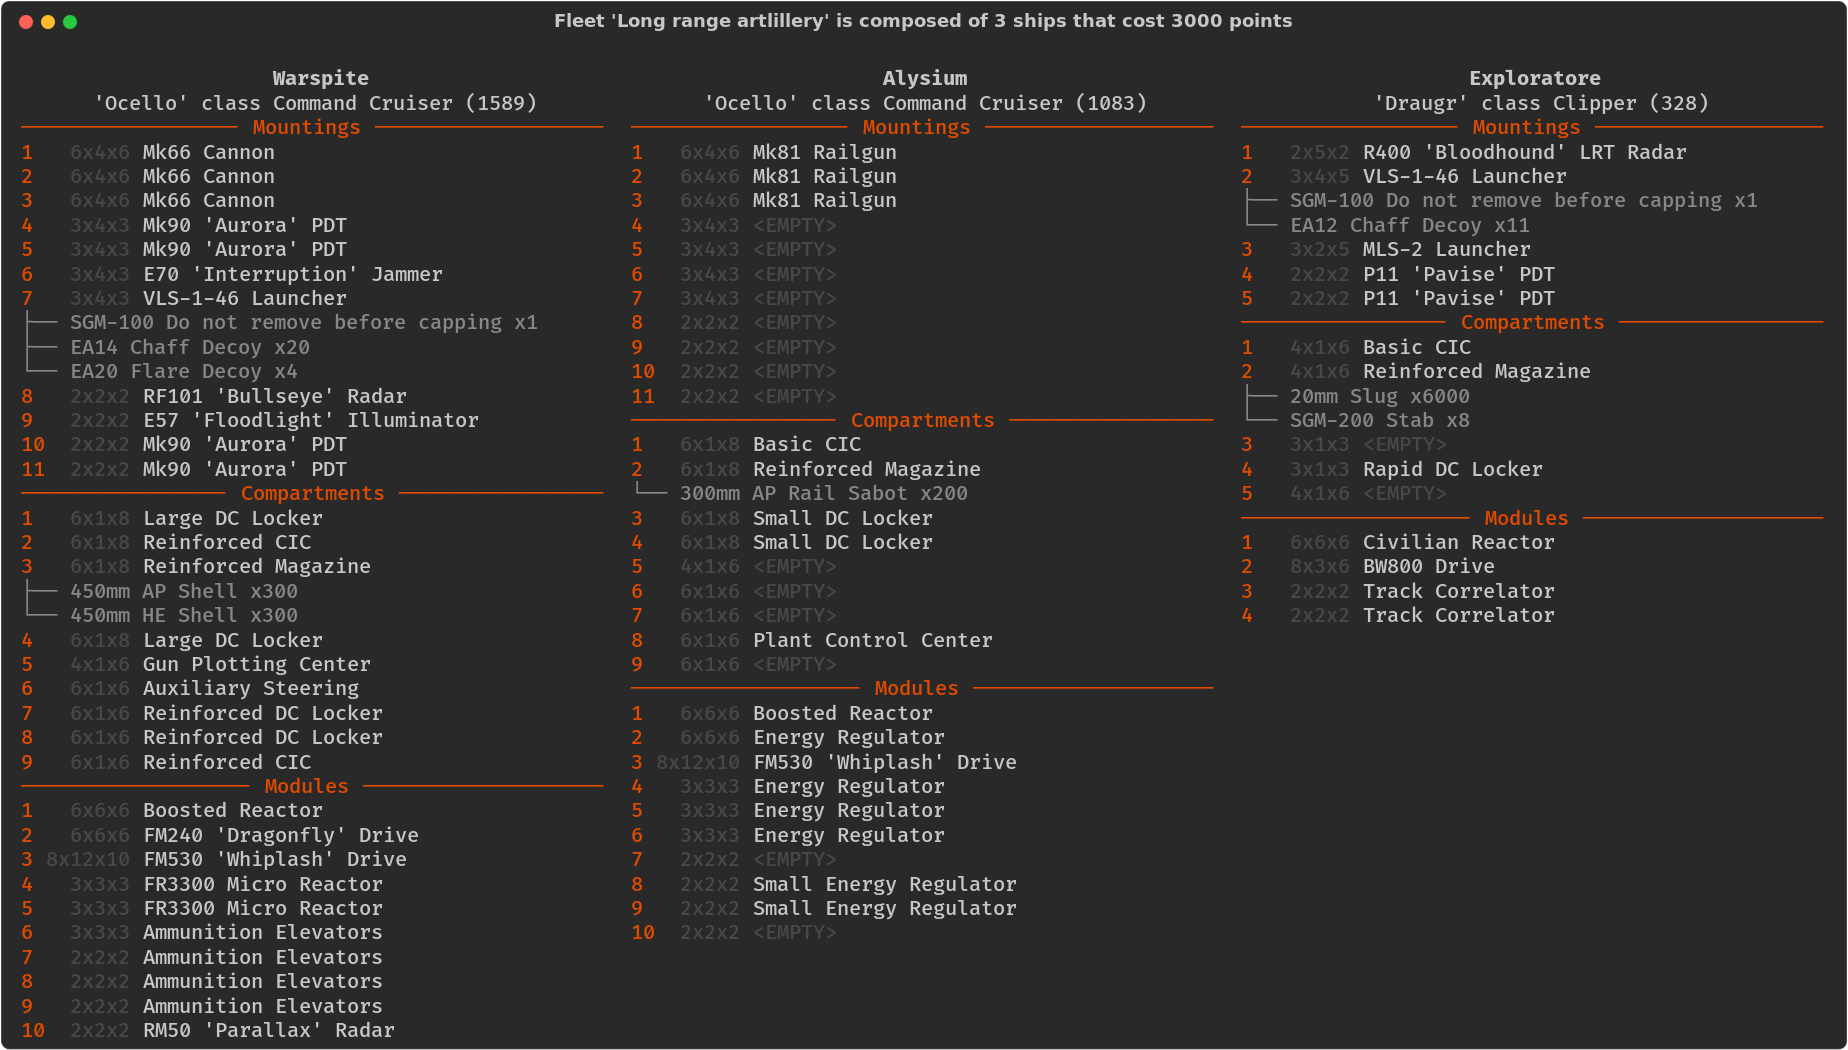 Fleet 'Long range artlillery' is composed of 3 ships that cost 3000 points
Warspite
'Ocello' class Command Cruiser (1589)
Mountings
1 6x4x6 Mk66 Cannon
2 6x4x6 Mk66 Cannon
3 6x4x6 Mk66 Cannon
4 3x4x3 Mk90 'Aurora' PDT
5 3x4x3 Mk90 'Aurora' PDT
6 3x4x3 E70 'Interruption' Jammer
7 3x4x3 VLS-1-46 Launcher
SGM-100 Do not remove before capping x1
EA14 Chaff Decoy x20
EA20 Flare Decoy x4
8 2x2x2 RF101 'Bullseye' Radar
9 2x2x2 E57 'Floodlight' Illuminator
10 2x2x2 Mk90 'Aurora' PDT
11 2x2x2 Mk90 'Aurora' PDT
Compartments
1 6x1x8 Large DC Locker
2 6x1x8 Reinforced CIC
3 6x1x8 Reinforced Magazine
450mm AP Shell x300
450mm HE Shell x300
4 6x1x8 Large DC Locker
5 4x1x6 Gun Plotting Center
6 6x1x6 Auxiliary Steering
7 6x1x6 Reinforced DC Locker
8 6x1x6 Reinforced DC Locker
9 6x1x6 Reinforced CIC
Modules
1 6x6x6 Boosted Reactor
2 6x6x6 FM240 'Dragonfly' Drive
3 8x12x10 FM530 'Whiplash' Drive
4 3x3x3 FR3300 Micro Reactor
5 3x3x3 FR3300 Micro Reactor
6 3x3x3 Ammunition Elevators
7 2x2x2 Ammunition Elevators
8 2x2x2 Ammunition Elevators
9 2x2x2 Ammunition Elevators
10 2x2x2 RM50 'Parallax' Radar
Alysium
'Ocello' class Command Cruiser (1083)
Mountings
1 6x4x6 Mk81 Railgun
2 6x4x6 Mk81 Railgun
3 6x4x6 Mk81 Railgun
4 3x4x3 <EMPTY>
5 3x4x3 <EMPTY>
6 3x4x3 <EMPTY>
7 3x4x3 <EMPTY>
8 2x2x2 <EMPTY>
9 2x2x2 <EMPTY>
10 2x2x2 <EMPTY>
11 2x2x2 <EMPTY>
Compartments
1 6x1x8 Basic CIC
2 6x1x8 Reinforced Magazine
300mm AP Rail Sabot x200
3 6x1x8 Small DC Locker
4 6x1x8 Small DC Locker
5 4x1x6 <EMPTY>
6 6x1x6 <EMPTY>
7 6x1x6 <EMPTY>
8 6x1x6 Plant Control Center
9 6x1x6 <EMPTY>
Modules
1 6x6x6 Boosted Reactor
2 6x6x6 Energy Regulator
3 8x12x10 FM530 'Whiplash' Drive
4 3x3x3 Energy Regulator
5 3x3x3 Energy Regulator
6 3x3x3 Energy Regulator
7 2x2x2 <EMPTY>
8 2x2x2 Small Energy Regulator
9 2x2x2 Small Energy Regulator
10 2x2x2 <EMPTY>
Exploratore
'Draugr' class Clipper (328)
Mountings
1 2x5x2 R400 'Bloodhound' LRT Radar
2 3x4x5 VLS-1-46 Launcher
SGM-100 Do not remove before capping x1
EA12 Chaff Decoy x11
3 3x2x5 MLS-2 Launcher
4 2x2x2 P11 'Pavise' PDT
5 2x2x2 P11 'Pavise' PDT
Compartments
1 4x1x6 Basic CIC
2 4x1x6 Reinforced Magazine
20mm Slug x6000
SGM-200 Stab x8
3 3x1x3 <EMPTY>
4 3x1x3 Rapid DC Locker
5 4x1x6 <EMPTY>
Modules
1 6x6x6 Civilian Reactor
2 8x3x6 BW800 Drive
3 2x2x2 Track Correlator
4 2x2x2 Track Correlator